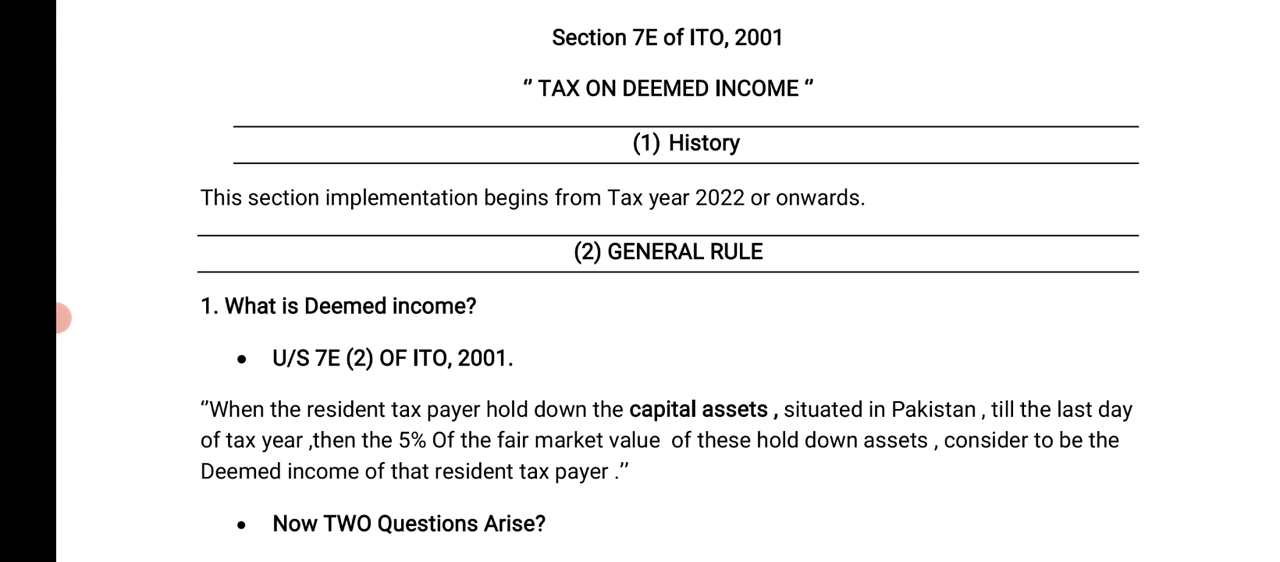 Section 7E of ITO, 2001
“ TAX ON DEEMED INCOME “
(1) History
This section implementation begins from Tax year 2022 or onwards.
(2) GENERAL RULE
1. What is Deemed income?
• U/S 7E (2) OF ITO, 2001.
“When the resident tax payer hold down the capital assets , situated in Pakistan , till the last day
of tax year ,then the 5% Of the fair market value of these hold down assets , consider to be the
Deemed income of that resident tax payer .”
• Now TWO Questions Arise?